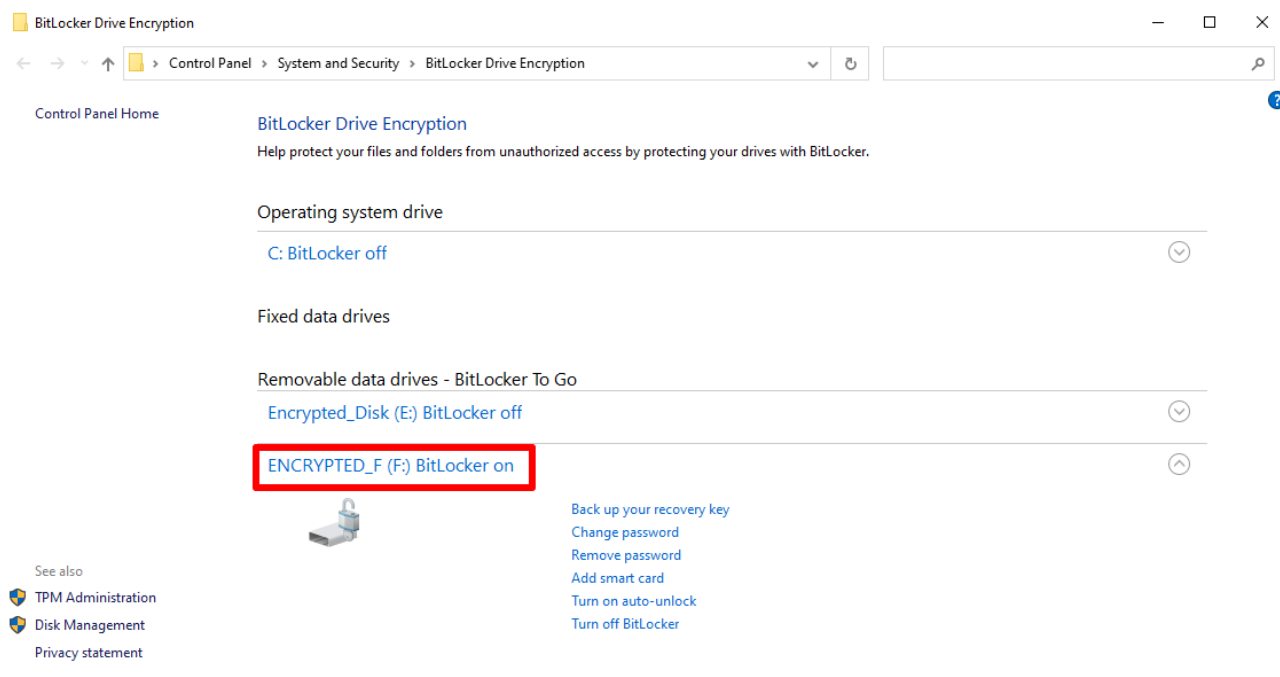 BitLocker Drive Encryption
Control Panel > System and Security > BitLocker Drive Encryption
Control Panel Home
BitLocker Drive Encryption
Help protect your files and folders from unauthorized access by protecting your drives with BitLocker.
Operating system drive
C: BitLocker off
Fixed data drives
Removable data drives - BitLocker To Go
Encrypted_Disk (E:) BitLocker off
ENCRYPTED_F (F:) BitLocker on
Back up your recovery key
Change password
Remove password
Add smart card
Turn on auto-unlock
Turn off BitLocker
See also
TPM Administration
Disk Management
Privacy statement